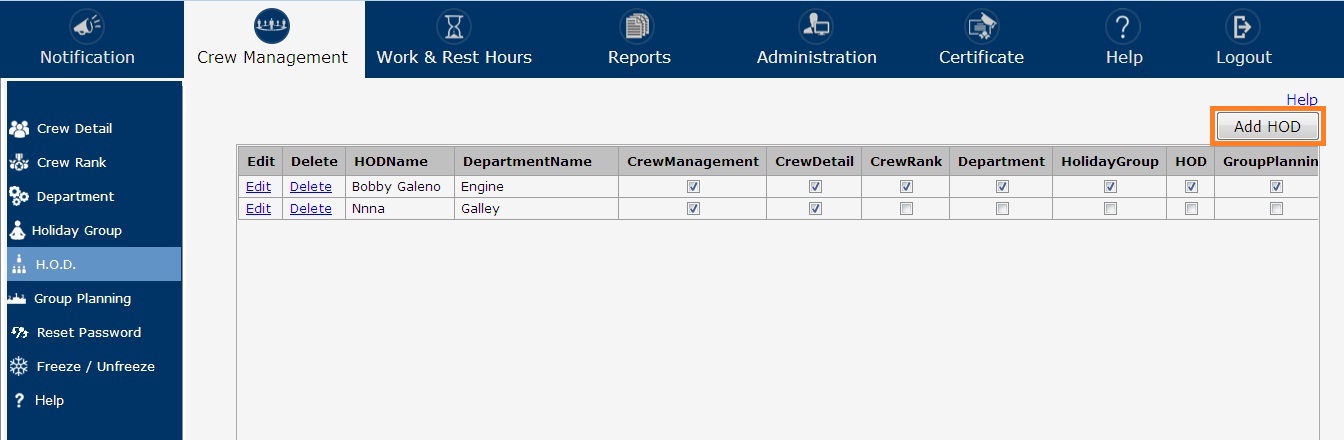 Notification Crew Management Work & Rest Hours Reports Administration Certificate Help Logout
Crew Detail
Crew Rank
Department
Holiday Group
H.O.D.
Group Planning
Reset Password
Freeze / Unfreeze
? Help
Help
Add HOD
Edit Delete HODName DepartmentName CrewManagement CrewDetail CrewRank Department HolidayGroup HOD GroupPlannin
Edit Delete Bobby Galeno Engine
Edit Delete Nnna Galley